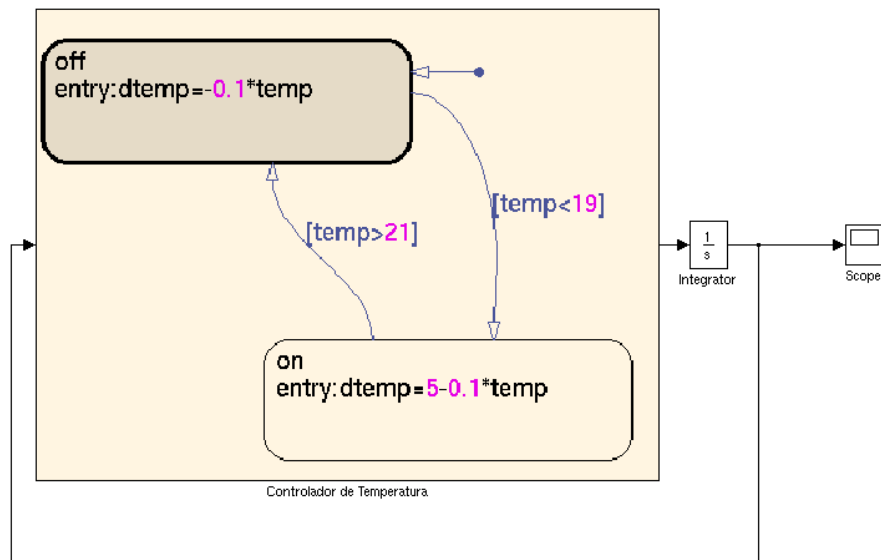 off
entry:dtemp=-0.1*temp
[temp<19]
[temp>21]
1
s
Integrator
Scope
on
entry:dtemp=5-0.1*temp
Controlador de Temperatura